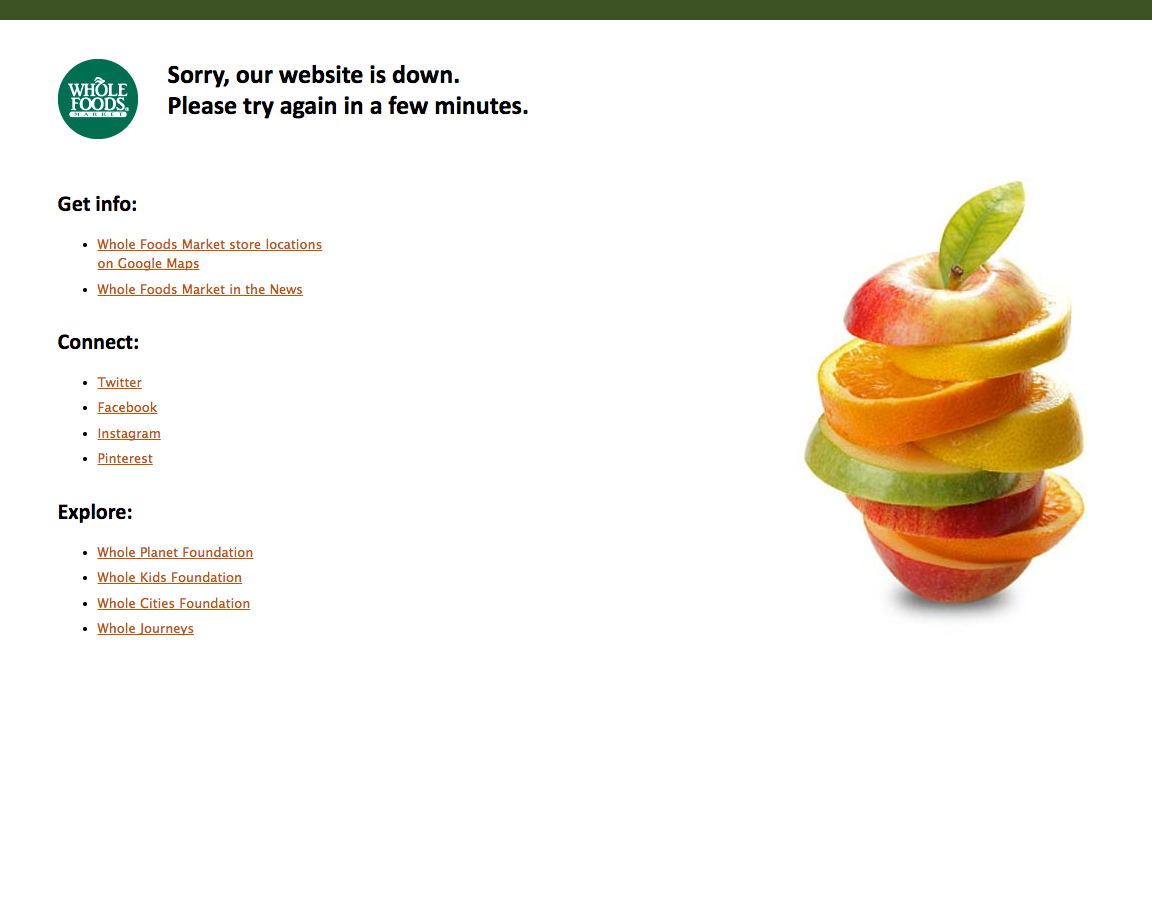 WHOLE
FOODS®
MARKET
Sorry, our website is down.
Please try again in a few minutes.
Get info:
Whole Foods Market store locations
on Google Maps
Whole Foods Market in the News
Connect:
Twitter
Facebook
Instagram
Pinterest
Explore:
Whole Planet Foundation
Whole Kids Foundation
Whole Cities Foundation
Whole Journeys